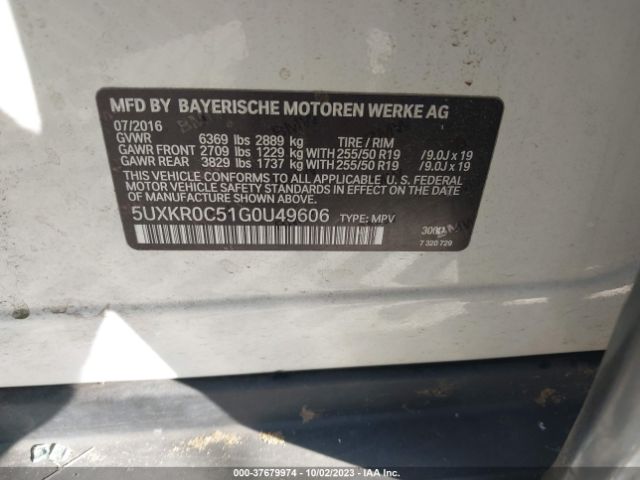 MFD BY BAYERISCHE MOTOREN WERKE AG
07/2016
GVWR 6369 lbs 2889 kg TIRE / RIM
GAWR FRONT 2709 lbs 1229 kg WITH 255/50 R19 / 9.0J x 19
GAWR REAR 3829 lbs 1737 kg WITH 255/50 R19 / 9.0J x 19
THIS VEHICLE CONFORMS TO ALL APPLICABLE U.S. FEDERAL
MOTOR VEHICLE SAFETY STANDARDS IN EFFECT ON THE DATE OF
MANUFACTURE SHOWN ABOVE.
5UXKR0C51G0U49606 TYPE: MPV
7 320 729
000-37679974 | 10/02/2023 - IAA Inc.